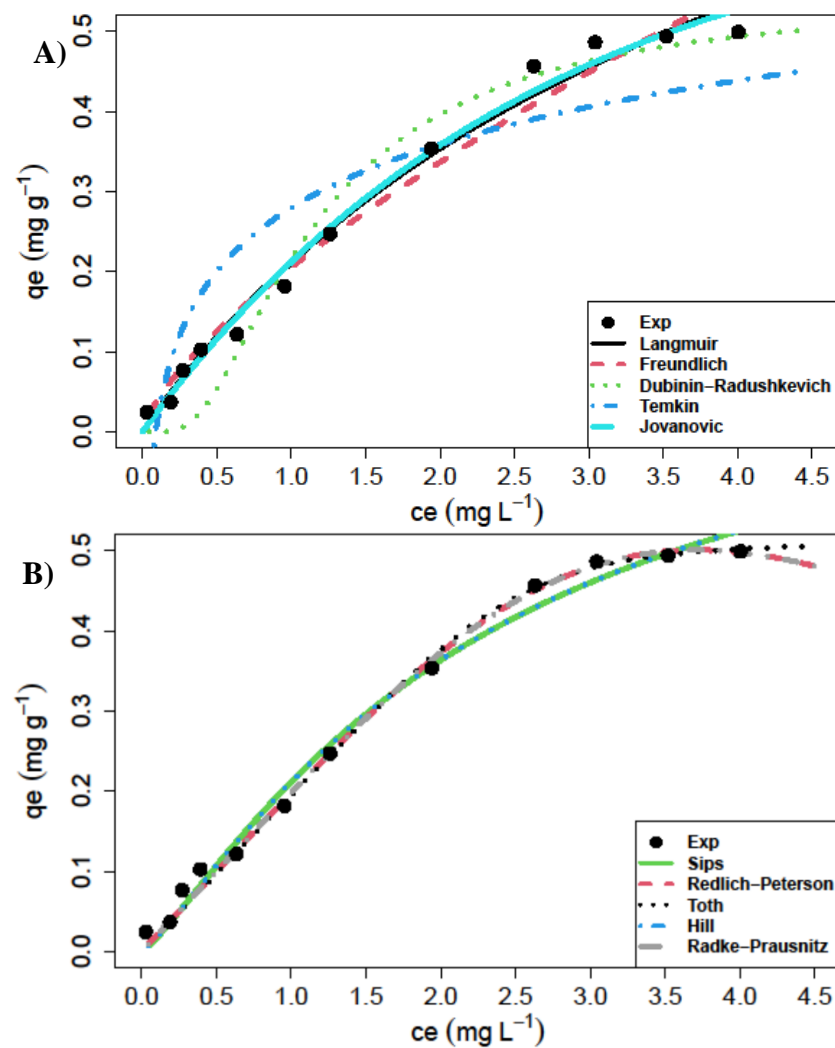 A)
qe (mg g⁻¹)
0.5
0.4
0.3
0.2
0.1
0.0
Exp
Langmuir
Freundlich
Dubinin–Radushkevich
Temkin
Jovanovic
0.0 0.5 1.0 1.5 2.0 2.5 3.0 3.5 4.0 4.5
ce (mg L⁻¹)
B)
qe (mg g⁻¹)
0.5
0.4
0.3
0.2
0.1
0.0
Exp
Sips
Redlich–Peterson
Toth
Hill
Radke–Prausnitz
0.0 0.5 1.0 1.5 2.0 2.5 3.0 3.5 4.0 4.5
ce (mg L⁻¹)